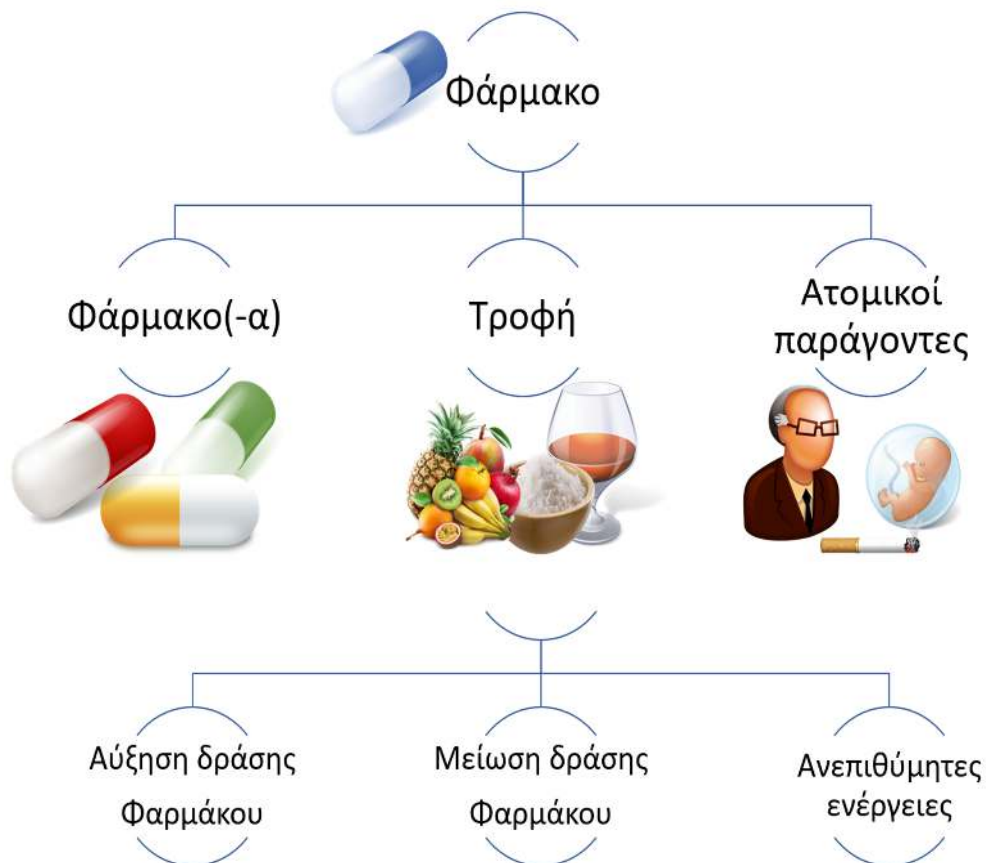 Φάρμακο
Φάρμακο(-α)
Τροφή
Ατομικοί
παράγοντες
Αύξηση δράσης
Φαρμάκου
Μείωση δράσης
Φαρμάκου
Ανεπιθύμητες
ενέργειες